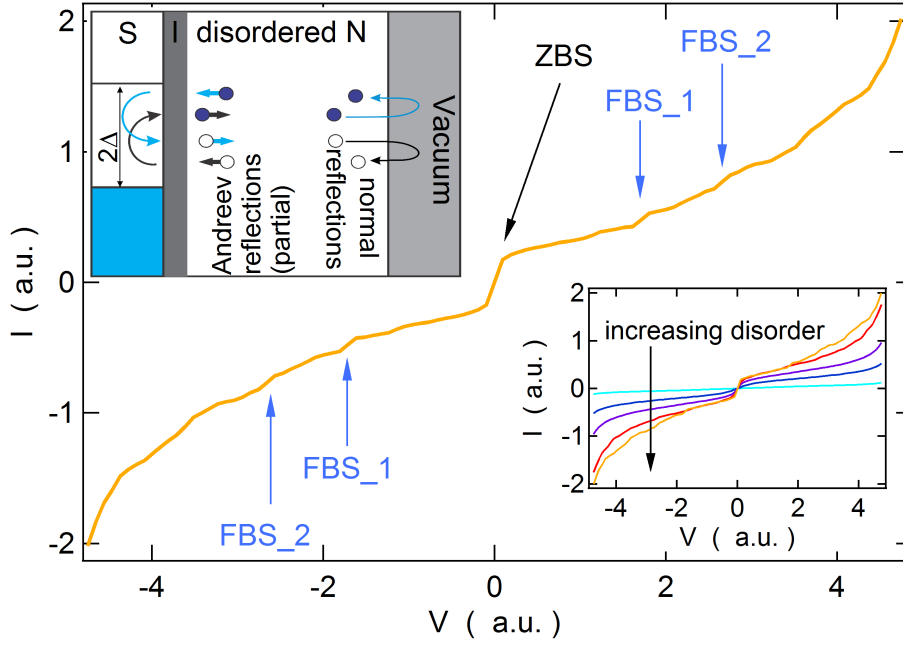 2
1
0
-1
-2
I ( a.u.)
-4
-2
0
2
4
V ( a.u.)
S I disordered N
2Δ
Andreev
reflections
(partial)
normal
reflections
Vacuum
ZBS
FBS_1
FBS_2
FBS_1
FBS_2
increasing disorder
2
1
0
-1
-2
I ( a.u.)
-4
-2
0
2
4
V ( a.u.)